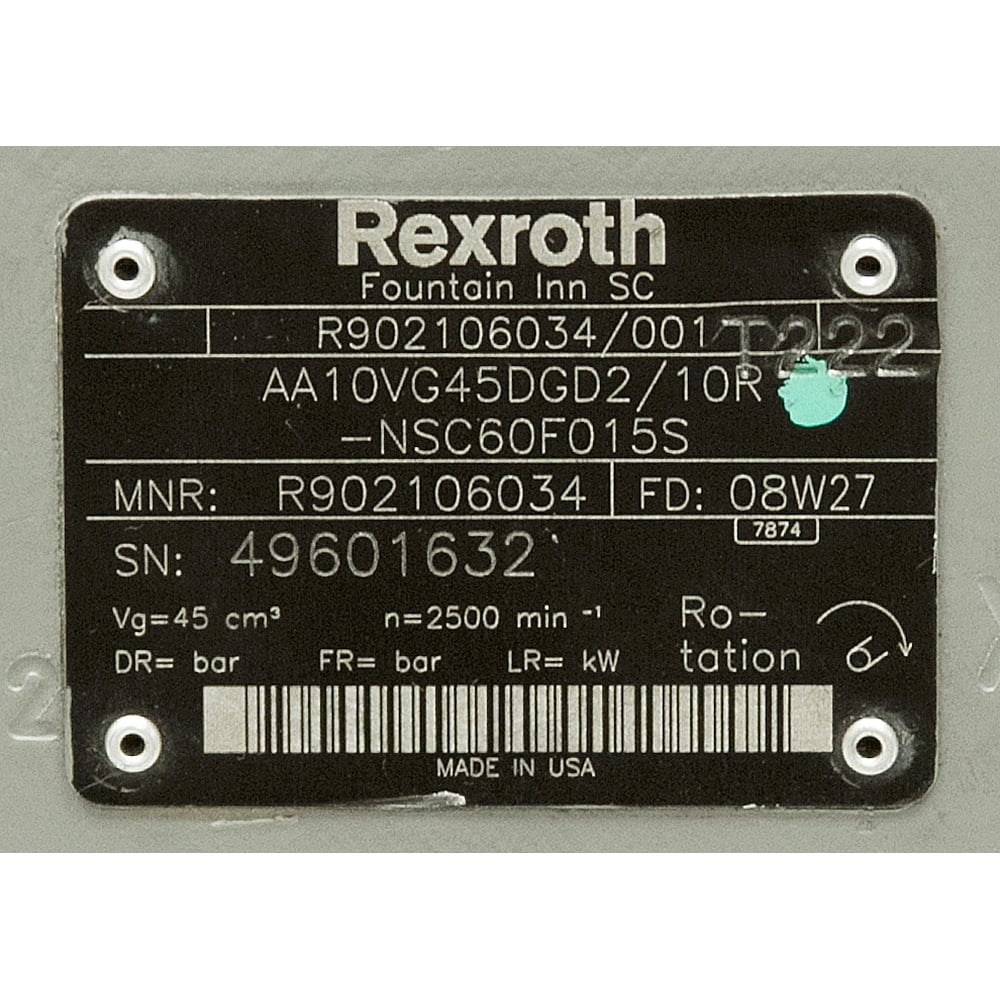 Rexroth
Fountain Inn SC
R902106034/001 T222
AA10VG45DGD2/10R
-NSC60F015S
MNR: R902106034 FD: 08W27
7874
SN: 49601632
Vg=45 cm³ n=2500 min⁻¹ Ro-
DR= bar FR= bar LR= kW tation
2
MADE IN USA